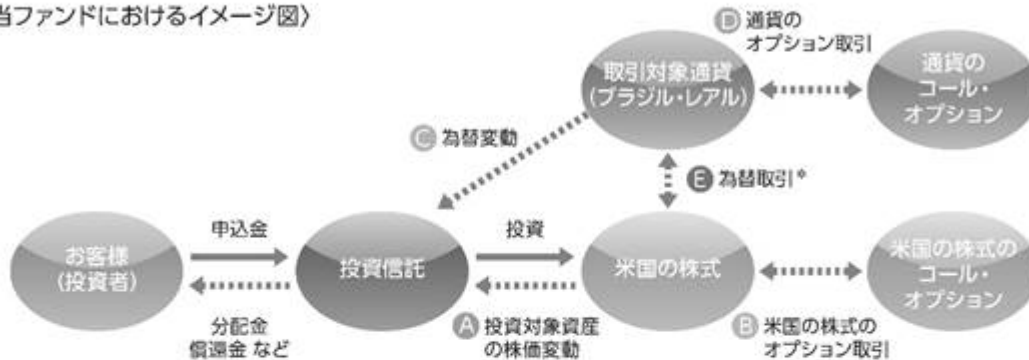 当ファンドにおけるイメージ図〉
D 通貨の
オプション取引
取引対象通貨
(ブラジル・レアル)
通貨の
コール・
オプション
C 為替変動
E 為替取引*
お客様
(投資者)
申込金
投資信託
投資
米国の株式
米国の株式の
コール・
オプション
分配金
償還金 など
A 投資対象資産
の株価変動
B 米国の株式の
オプション取引